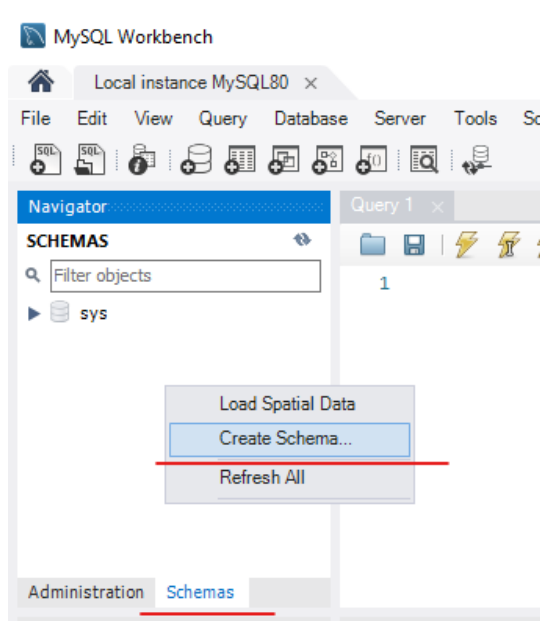 MySQL Workbench
Local instance MySQL80 ×
File Edit View Query Database Server Tools
SQL SQL
Navigator Query 1 ×
SCHEMAS
Filter objects 1
sys
Load Spatial Data
Create Schema...
Refresh All
Administration Schemas